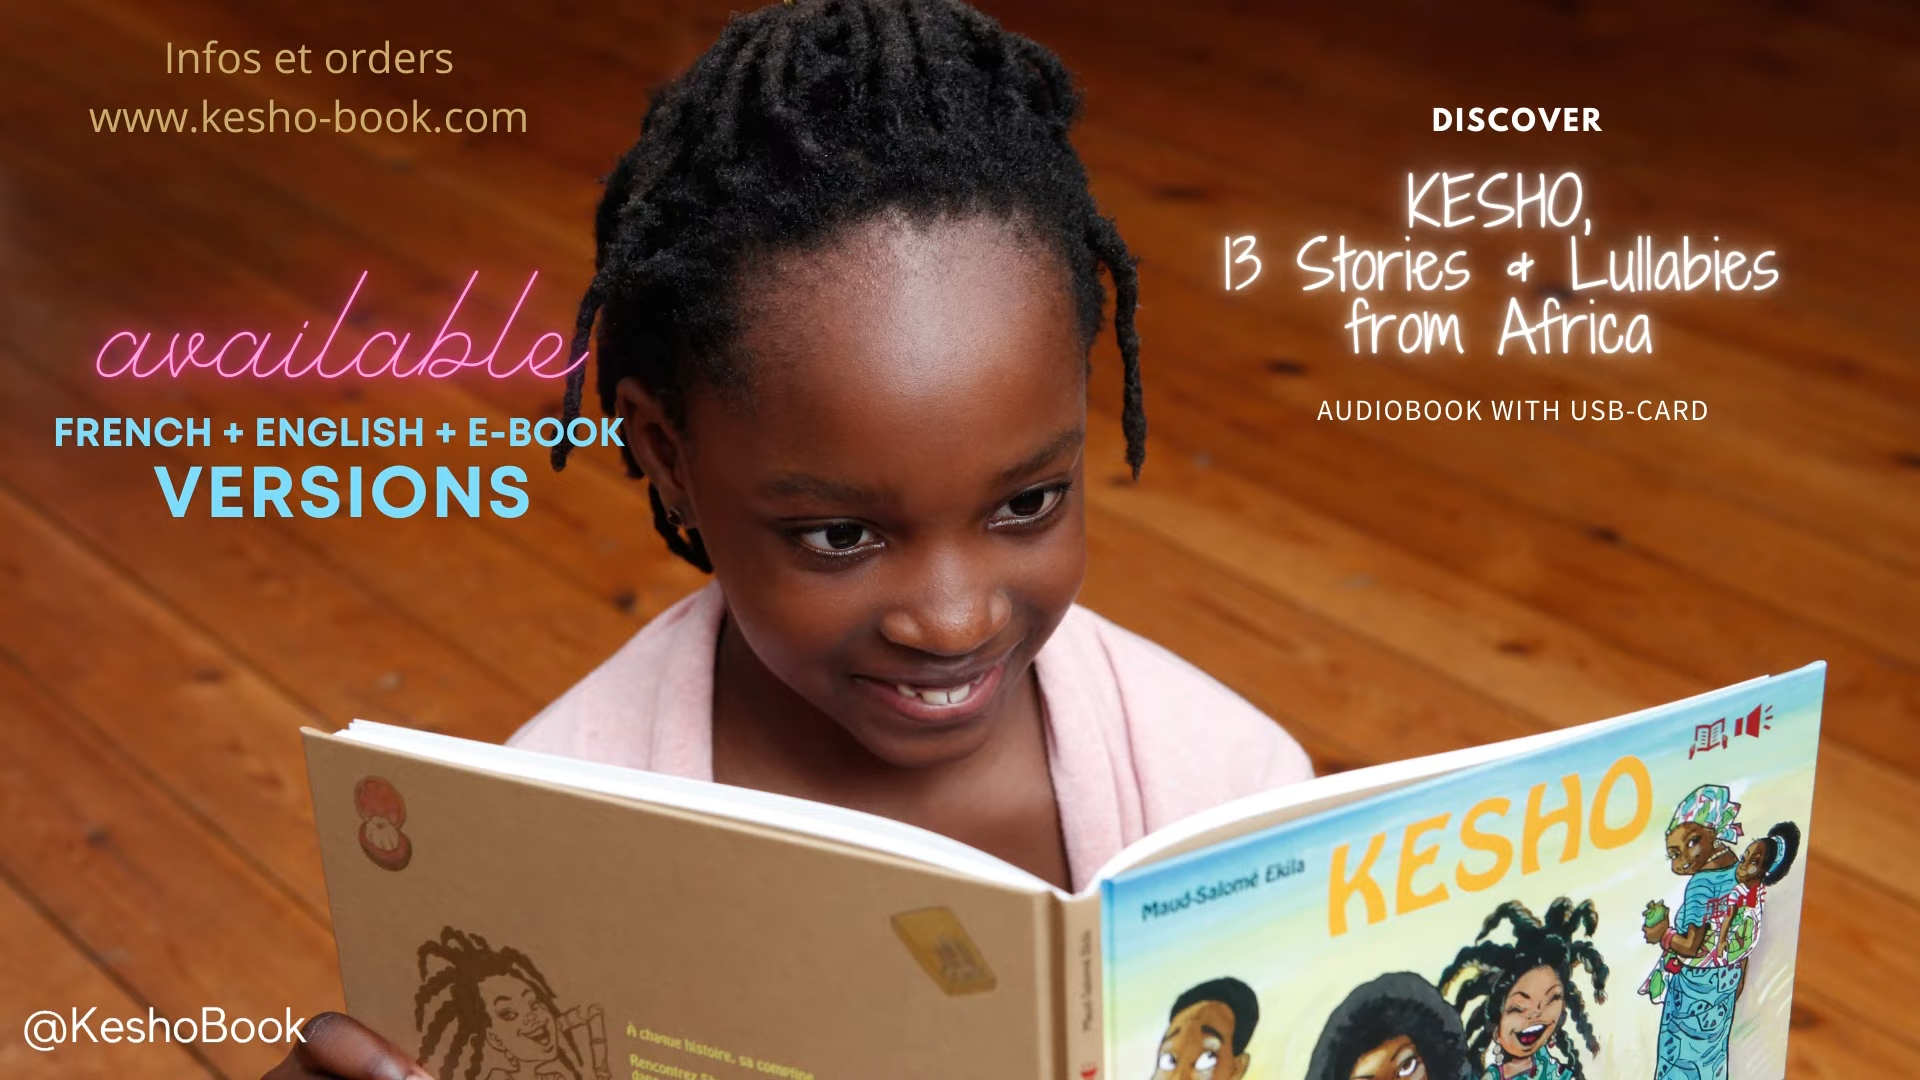 Infos et orders
www.kesho-book.com
available
FRENCH + ENGLISH + E-BOOK
VERSIONS
DISCOVER
KESHO,
13 Stories & Lullabies
from Africa
AUDIOBOOK WITH USB-CARD
@KeshoBook
À chaque histoire, sa comptine
Rencontrez
Maud-Salomé Ekila
KESHO